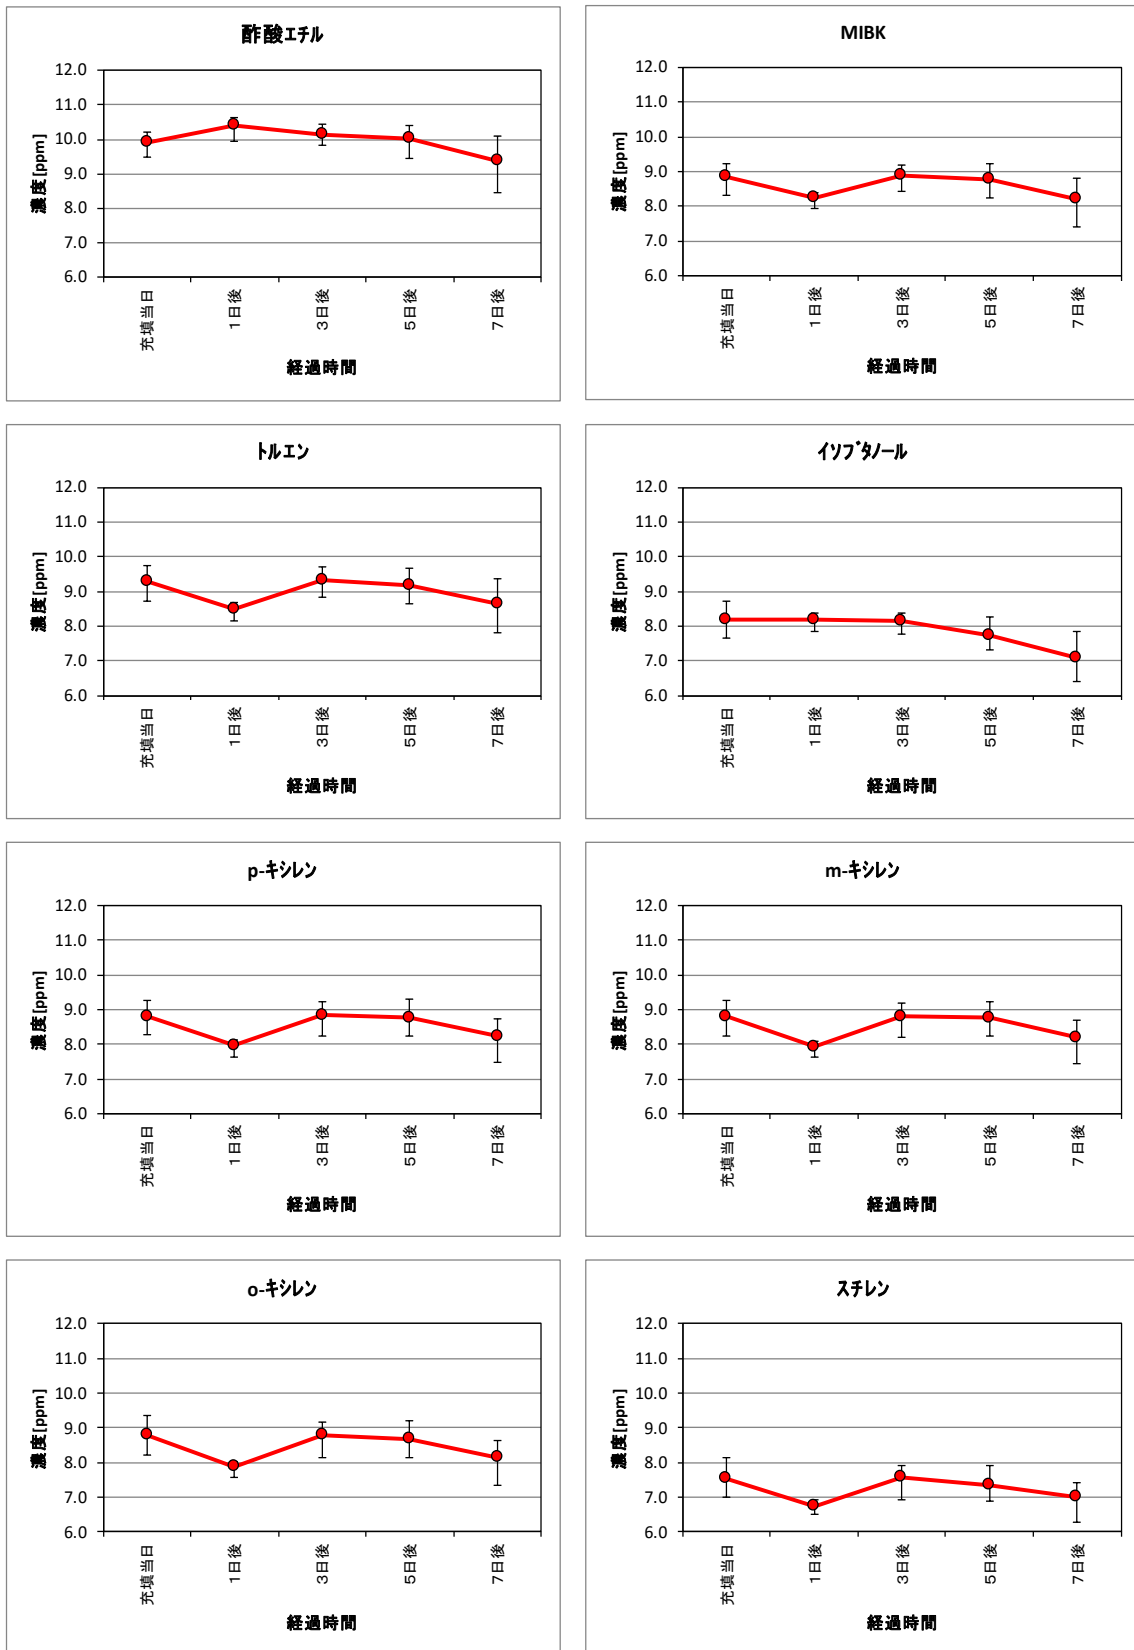 酢酸ｴﾁﾙ
12.0
11.0
10.0
9.0
8.0
7.0
6.0
濃度[ppm]
充填当日
1日後
3日後
5日後
7日後
経過時間
MIBK
12.0
11.0
10.0
9.0
8.0
7.0
6.0
濃度[ppm]
充填当日
1日後
3日後
5日後
7日後
経過時間
ﾄﾙｴﾝ
12.0
11.0
10.0
9.0
8.0
7.0
6.0
濃度[ppm]
充填当日
1日後
3日後
5日後
7日後
経過時間
ｲｿﾌﾞﾀﾉｰﾙ
12.0
11.0
10.0
9.0
8.0
7.0
6.0
濃度[ppm]
充填当日
1日後
3日後
5日後
7日後
経過時間
p-ｷｼﾚﾝ
12.0
11.0
10.0
9.0
8.0
7.0
6.0
濃度[ppm]
充填当日
1日後
3日後
5日後
7日後
経過時間
m-ｷｼﾚﾝ
12.0
11.0
10.0
9.0
8.0
7.0
6.0
濃度[ppm]
充填当日
1日後
3日後
5日後
7日後
経過時間
o-ｷｼﾚﾝ
12.0
11.0
10.0
9.0
8.0
7.0
6.0
濃度[ppm]
充填当日
1日後
3日後
5日後
7日後
経過時間
ｽﾁﾚﾝ
12.0
11.0
10.0
9.0
8.0
7.0
6.0
濃度[ppm]
充填当日
1日後
3日後
5日後
7日後
経過時間